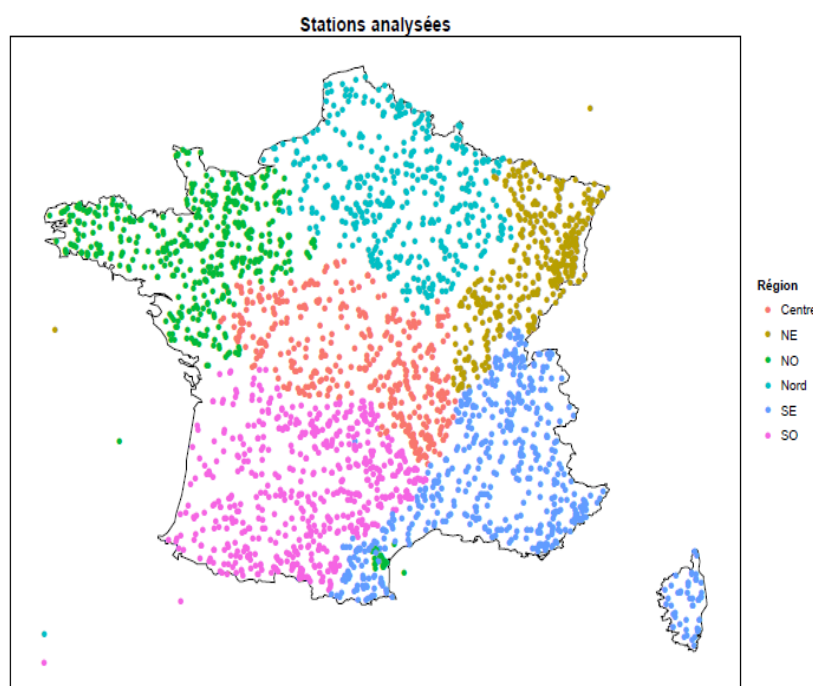 Stations analysées
Région
Centre
NE
NO
Nord
SE
SO